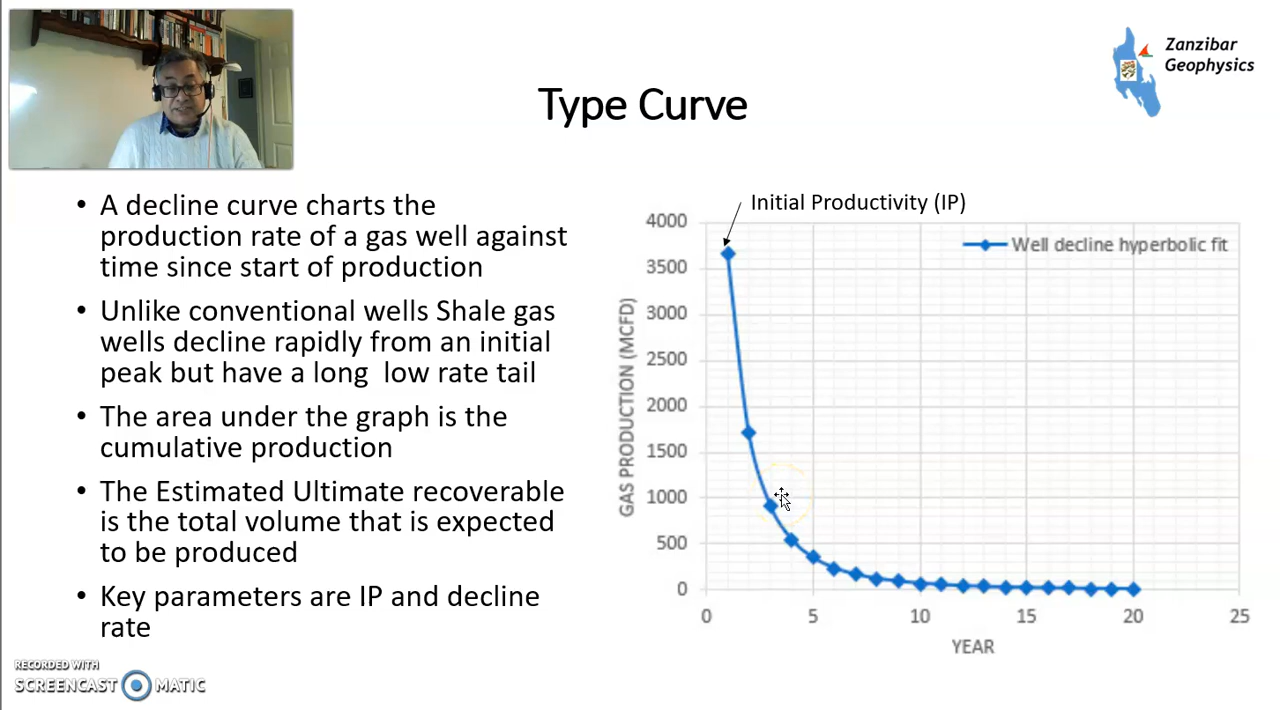 Zanzibar
Geophysics
Type Curve
• A decline curve charts the
production rate of a gas well against
time since start of production
• Unlike conventional wells Shale gas
wells decline rapidly from an initial
peak but have a long low rate tail
• The area under the graph is the
cumulative production
• The Estimated Ultimate recoverable
is the total volume that is expected
to be produced
• Key parameters are IP and decline
rate
Initial Productivity (IP)
Well decline hyperbolic fit
GAS PRODUCTION (MCFD)
4000
3500
3000
2500
2000
1500
1000
500
0
0 5 10 15 20 25
YEAR
RECORDED WITH
SCREENCAST MATIC